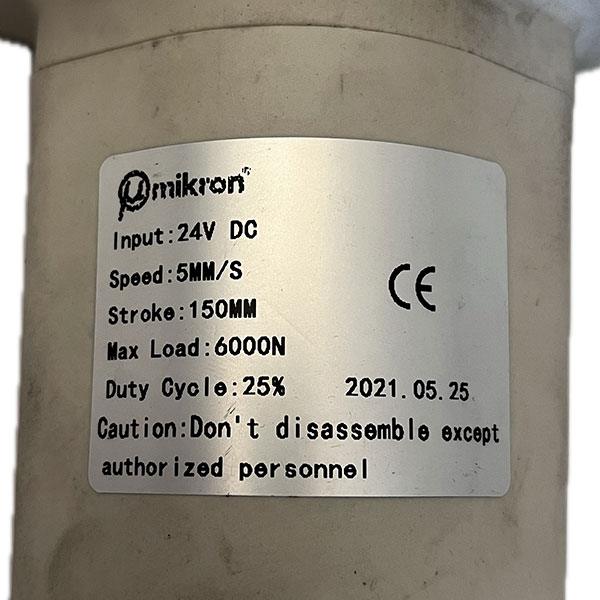 μmikron®
Input:24V DC
Speed:5MM/S
Stroke:150MM
Max Load:6000N
Duty Cycle:25% 2021.05.25
CE
Caution:Don't disassemble except
authorized personnel